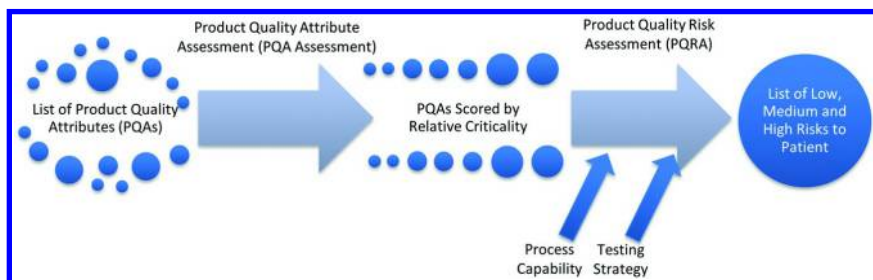 Product Quality Attribute
Assessment (PQA Assessment)
Product Quality Risk
Assessment (PQRA)
List of Product Quality
Attributes (PQAs)
PQAs Scored by
Relative Criticality
List of Low,
Medium and
High Risks to
Patient
Process
Capability
Testing
Strategy